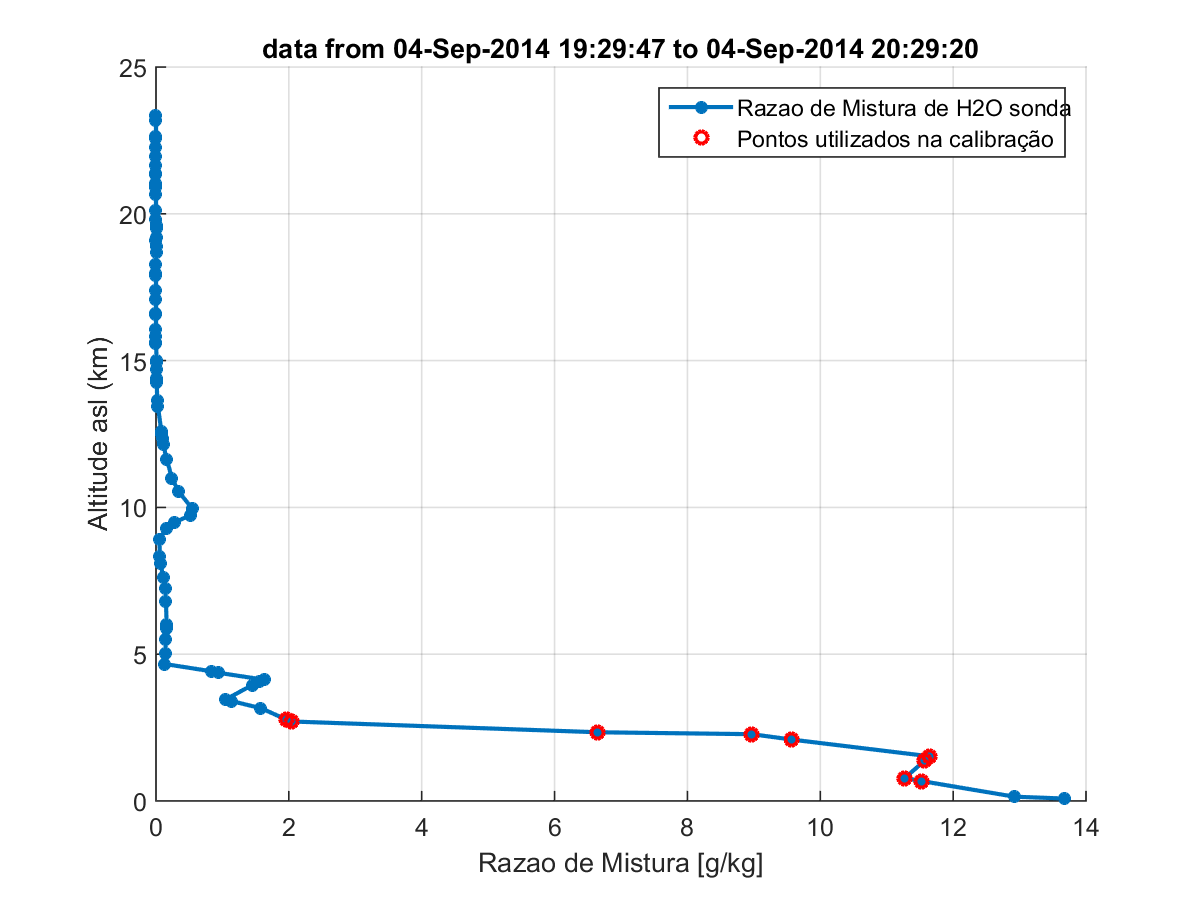 data from 04-Sep-2014 19:29:47 to 04-Sep-2014 20:29:20
Razao de Mistura de H2O sonda
Pontos utilizados na calibração
25
20
15
10
5
0
Altitude asl (km)
0 2 4 6 8 10 12 14
Razao de Mistura [g/kg]